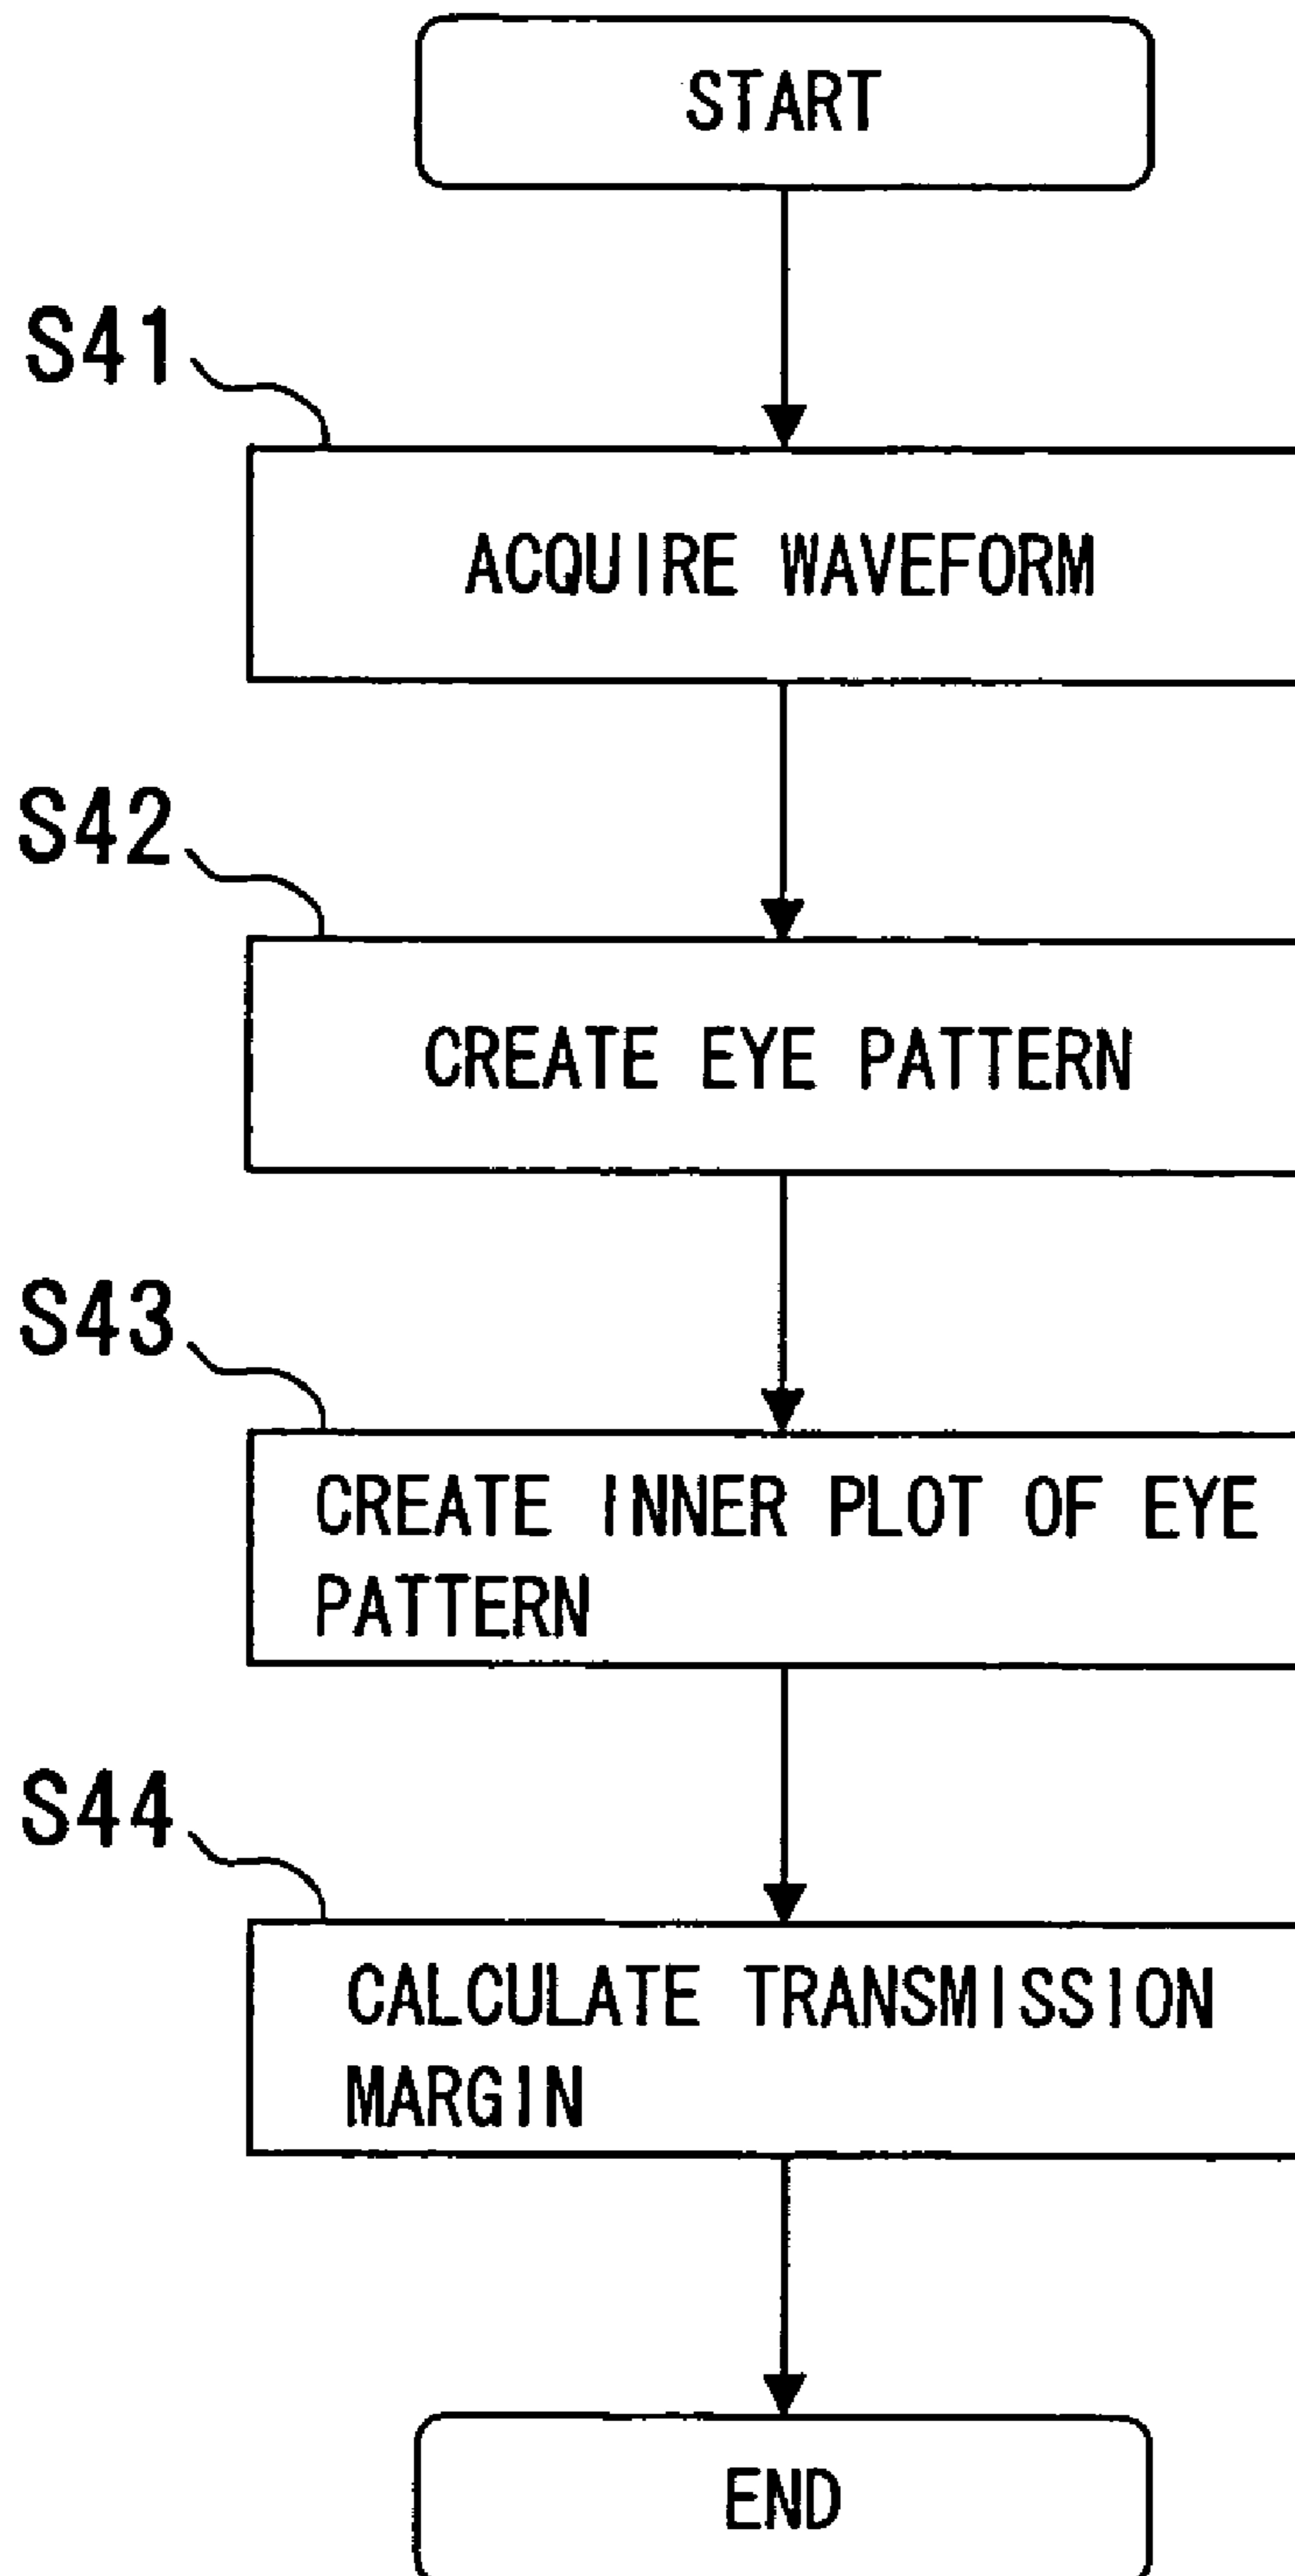 START
S41
ACQUIRE WAVEFORM
S42
CREATE EYE PATTERN
S43
CREATE INNER PLOT OF EYE
PATTERN
S44
CALCULATE TRANSMISSION
MARGIN
END